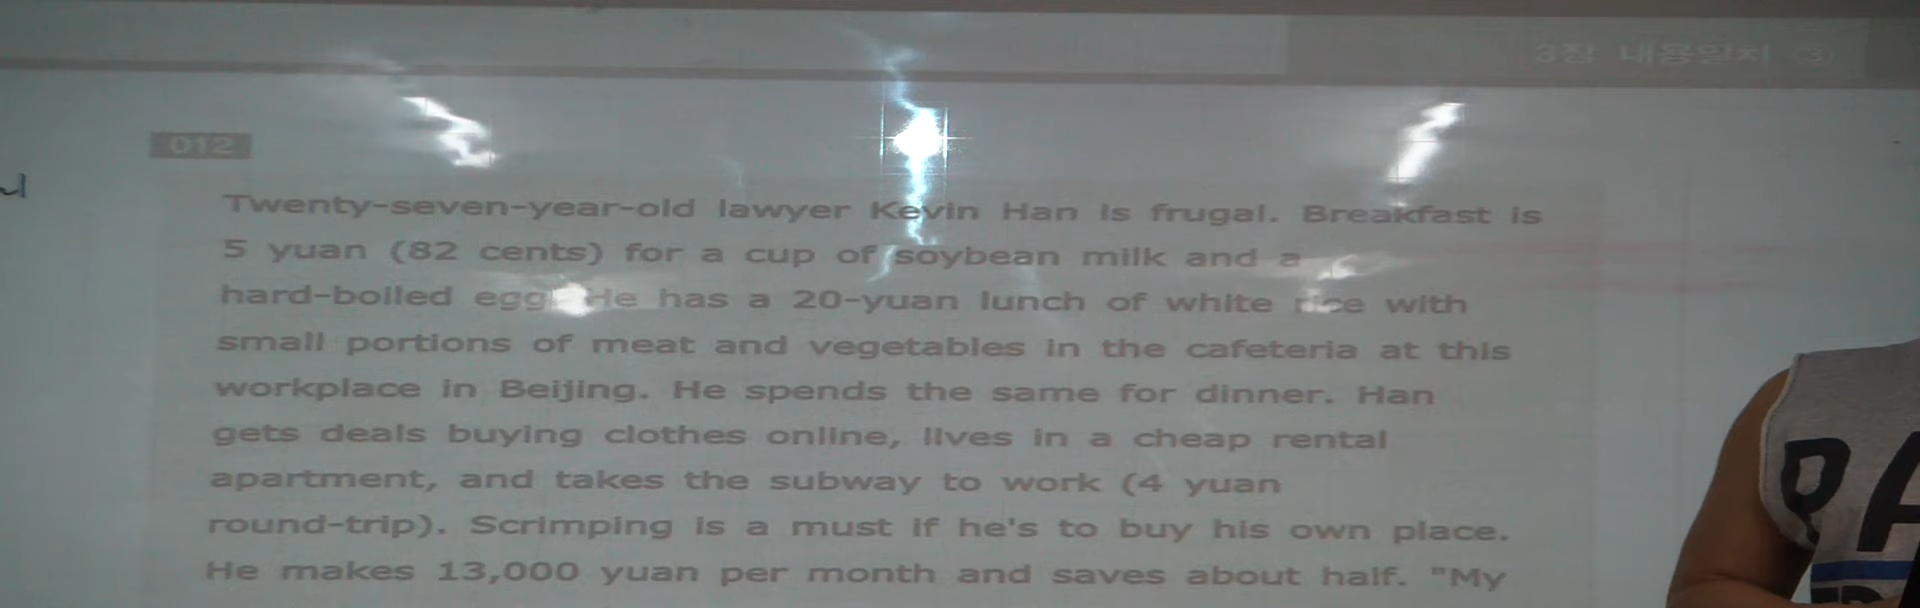 3장 내용일치 ③
012
Twenty-seven-year-old lawyer Kevin Han is frugal. Breakfast is
5 yuan (82 cents) for a cup of soybean milk and a
hard-boiled egg. He has a 20-yuan lunch of white rice with
small portions of meat and vegetables in the cafeteria at this
workplace in Beijing. He spends the same for dinner. Han
gets deals buying clothes online, lives in a cheap rental
apartment, and takes the subway to work (4 yuan
round-trip). Scrimping is a must if he's to buy his own place.
He makes 13,000 yuan per month and saves about half. "My